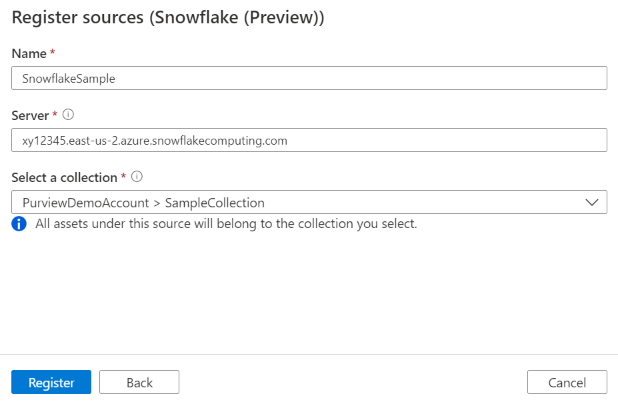 Register sources (Snowflake (Preview))
Name *
SnowflakeSample
Server *
xy12345.east-us-2.azure.snowflakecomputing.com
Select a collection *
PurviewDemoAccount > SampleCollection
All assets under this source will belong to the collection you select.
Register Back Cancel